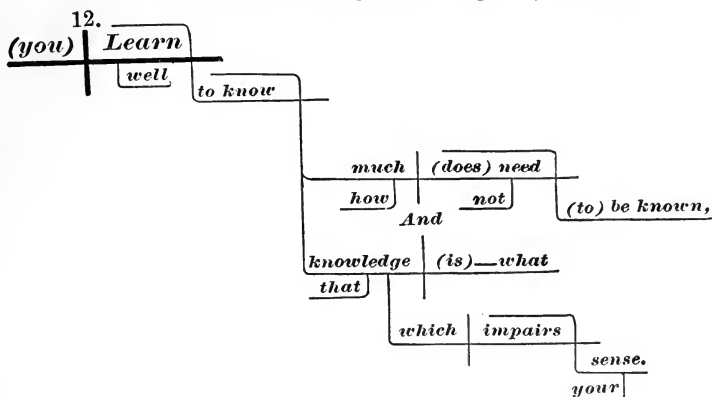 12.
(you) Learn
well
to know
much (does) need
how not
And
(to) be known,
knowledge (is)—what
that
which impairs
sense.
your